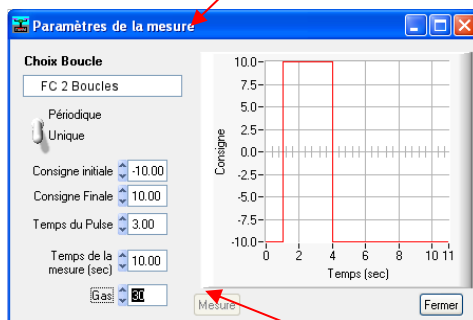 Paramètres de la mesure
Choix Boucle
FC 2 Boucles
Périodique
Unique
Consigne initiale -10.00
Consigne Finale 10.00
Temps du Pulse 3.00
Temps de la
mesure (sec) 10.00
Gas 30
Consigne
10.0
7.5
5.0
2.5
0.0
-2.5
-5.0
-7.5
-10.0
0 2 4 6 8 10 11
Temps (sec)
Mesure
Fermer